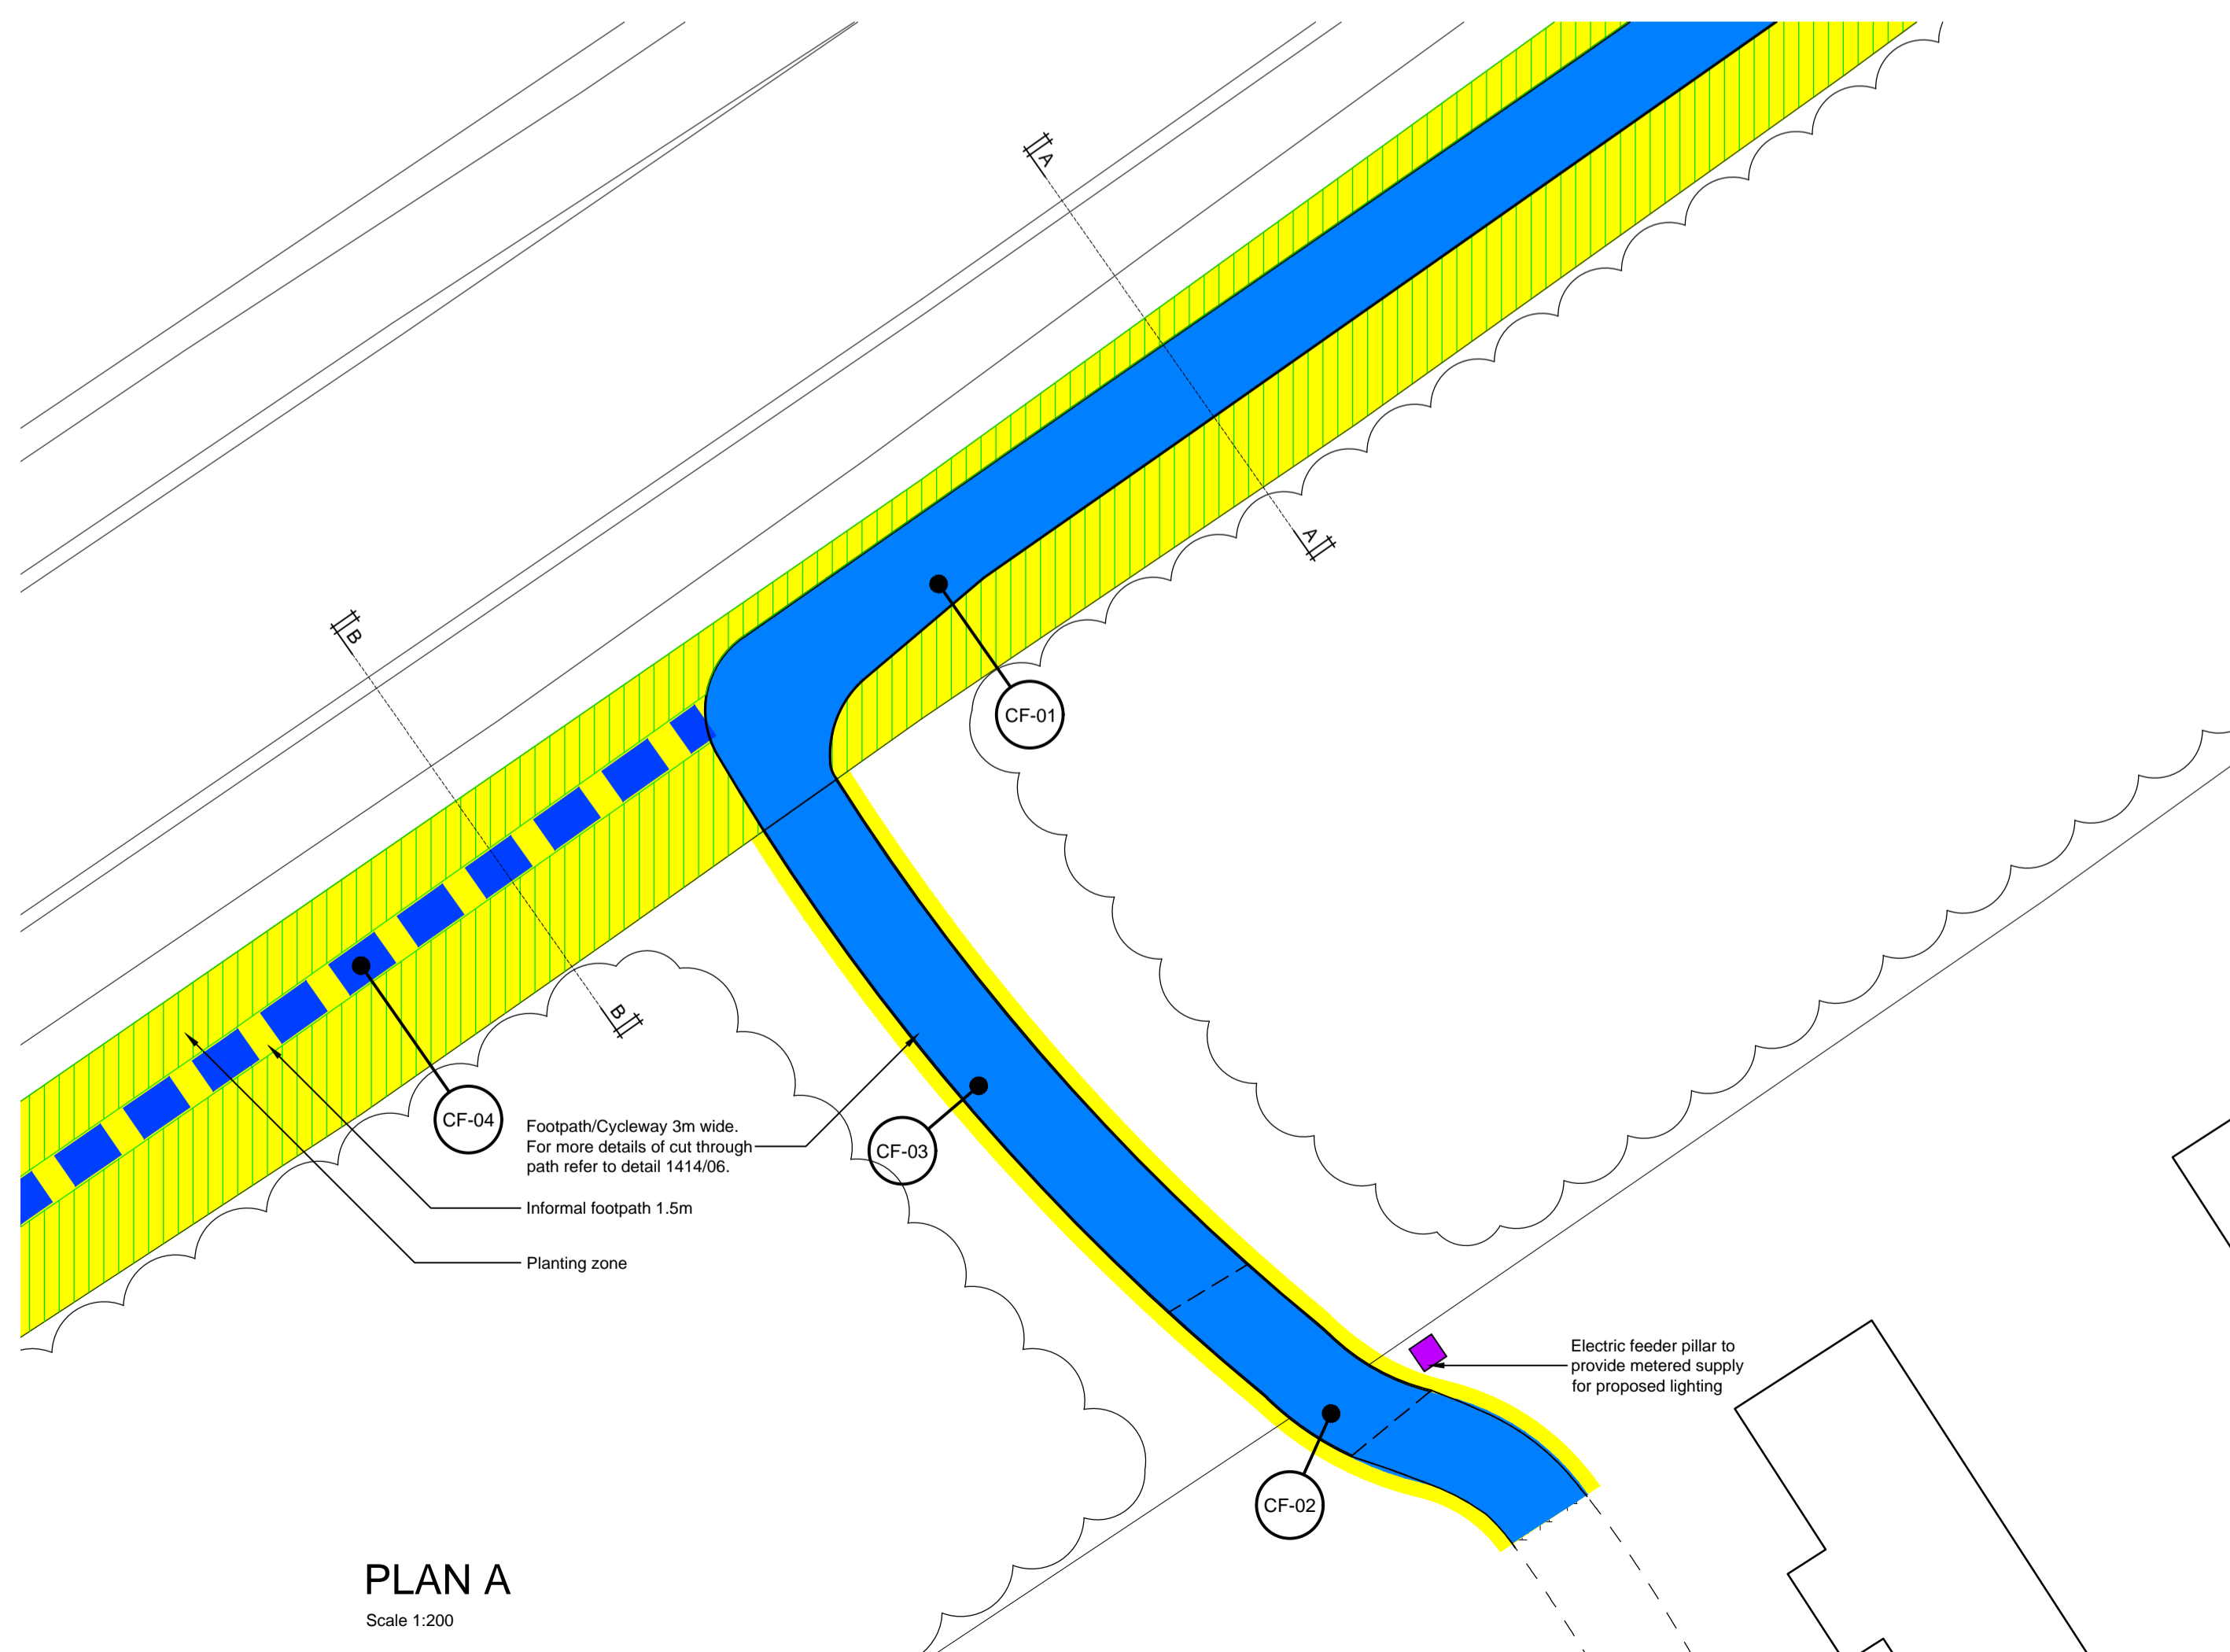 A
A
B
B
CF-01
CF-04
CF-03
Footpath/Cycleway 3m wide.
For more details of cut through
path refer to detail 1414/06.
Informal footpath 1.5m
Planting zone
Electric feeder pillar to
provide metered supply
for proposed lighting
CF-02
PLAN A
Scale 1:200